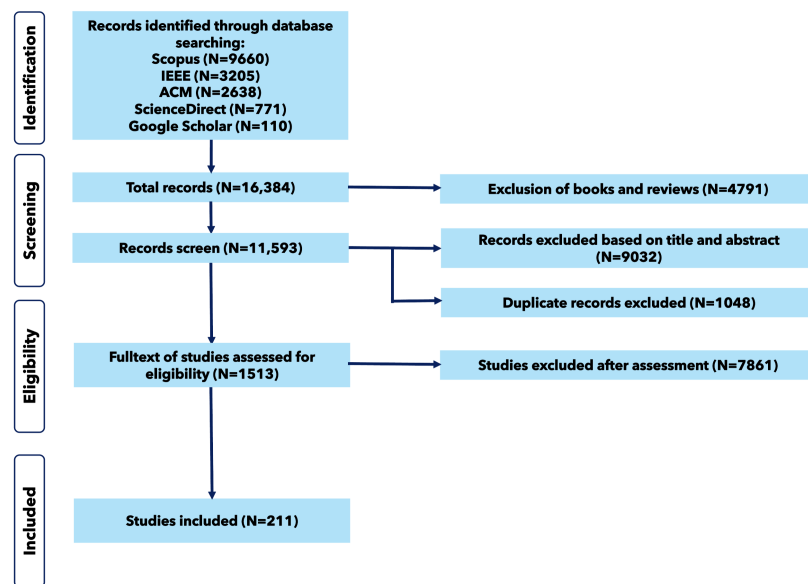 Identification
Records identified through database
searching:
Scopus (N=9660)
IEEE (N=3205)
ACM (N=2638)
ScienceDirect (N=771)
Google Scholar (N=110)
Screening
Total records (N=16,384)
Exclusion of books and reviews (N=4791)
Records screen (N=11,593)
Records excluded based on title and abstract
(N=9032)
Duplicate records excluded (N=1048)
Eligibility
Fulltext of studies assessed for
eligibility (N=1513)
Studies excluded after assessment (N=7861)
Included
Studies included (N=211)